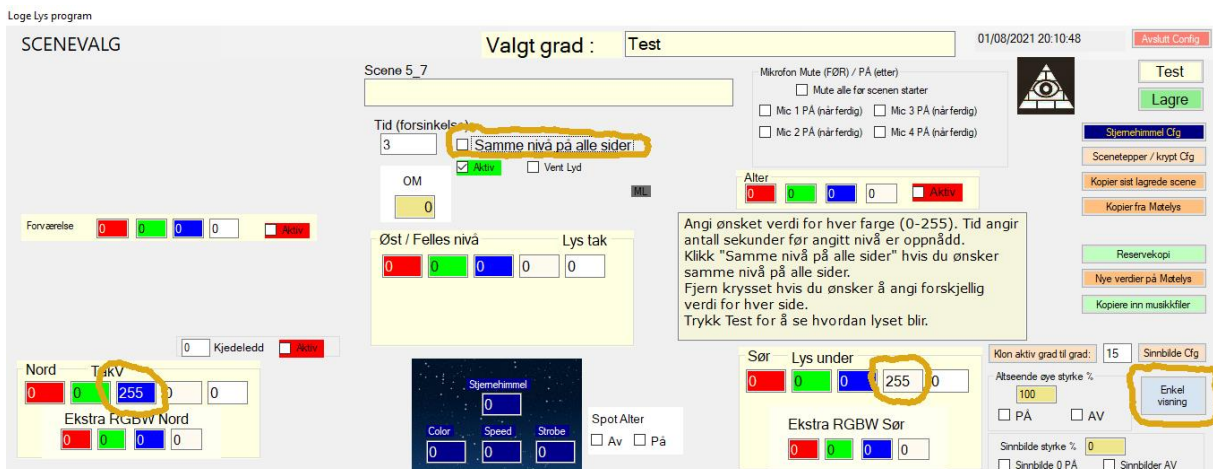 Loge Lys program
SCENEVALG
Valgt grad :
Test
01/08/2021 20:10:48
Avslutt Config
Scene 5_7
Mikrofon Mute (FØR) / PÅ (etter)
Mute alle før scenen starter
Mic 1 PÅ (når ferdig) Mic 3 PÅ (når ferdig)
Mic 2 PÅ (når ferdig) Mic 4 PÅ (når ferdig)
Test
Lagre
Tid (forsinkelse)
3
Samme nivå på alle sider
Aktiv
Vent Lyd
OM
0
ML
Stjernehimmel Cfg
Scenetepper / krypt Cfg
Kopier sist lagrede scene
Kopier fra Møtelys
Alter
0 0 0 0 Aktiv
Forværelse 0 0 0 0 Aktiv
Øst / Felles nivå Lys tak
0 0 0 0 0
Angi ønsket verdi for hver farge (0-255). Tid angir
antall sekunder før angitt nivå er oppnådd.
Klikk "Samme nivå på alle sider" hvis du ønsker
samme nivå på alle sider.
Fjern krysset hvis du ønsker å angi forskjellig
verdi for hver side.
Trykk Test for å se hvordan lyset blir.
Reservekopi
Nye verdier på Møtelys
Kopiere inn musikkfiler
0 Kjedeledd Aktiv
Nord TakV
0 0 255 0 0
Ekstra RGBW Nord
0 0 0 0
Stjernehimmel
0
Color Speed Strobe
0 0 0
Spot Alter
Av På
Sør Lys under
0 0 0 255 0
Ekstra RGBW Sør
0 0 0 0
Klon aktiv grad til grad: 15 Sinnbilde Cfg
Altseende øye styrke %
100
PÅ AV
Enkel
visning
Sinnbilde styrke % 0
Sinnbilde 0 PÅ Sinnbilder AV